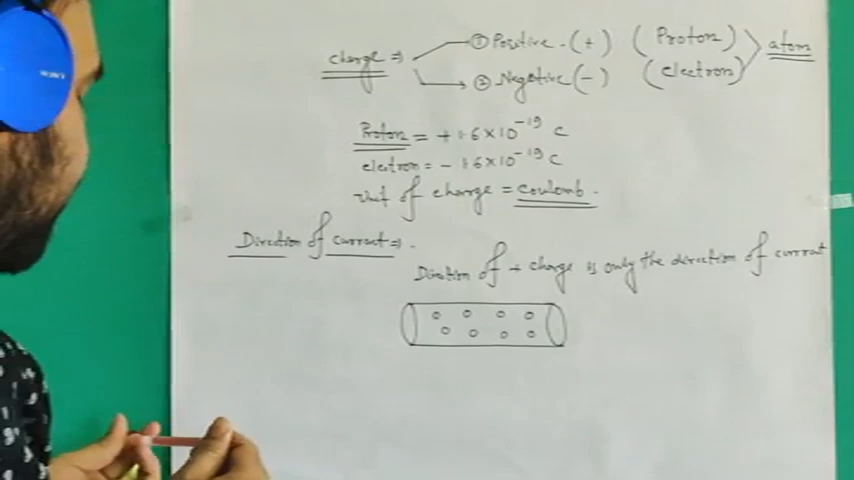 SONY
charge ⇒ ① Positive - (+) (Proton) atom
② Negative (-) (electron)
Proton = + 1.6 × 10⁻¹⁹ C
electron = - 1.6 × 10⁻¹⁹ C
Unit of charge = coulomb.
Direction of current ⇒ .
Direction of + charge is only the direction of current